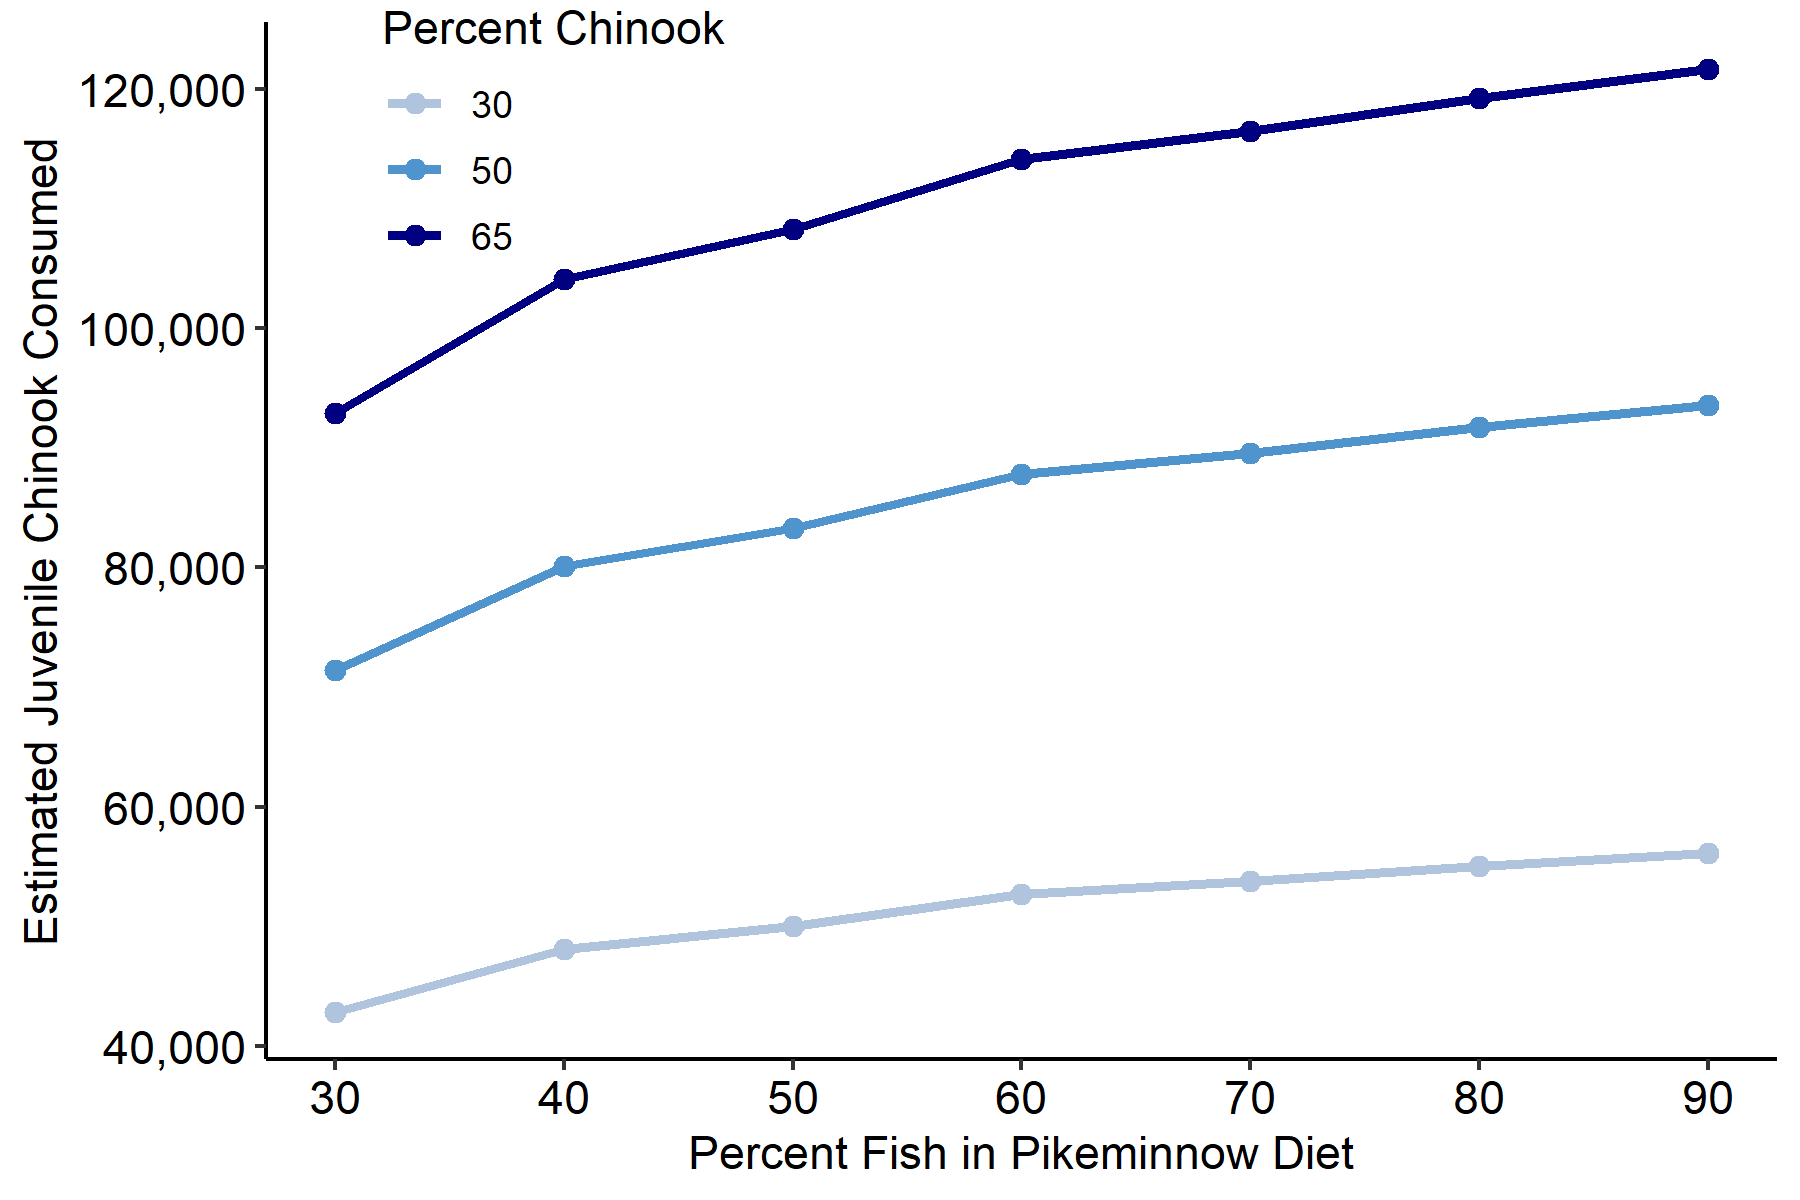 Percent Chinook
30
50
65
Estimated Juvenile Chinook Consumed
120,000
100,000
80,000
60,000
40,000
30 40 50 60 70 80 90
Percent Fish in Pikeminnow Diet